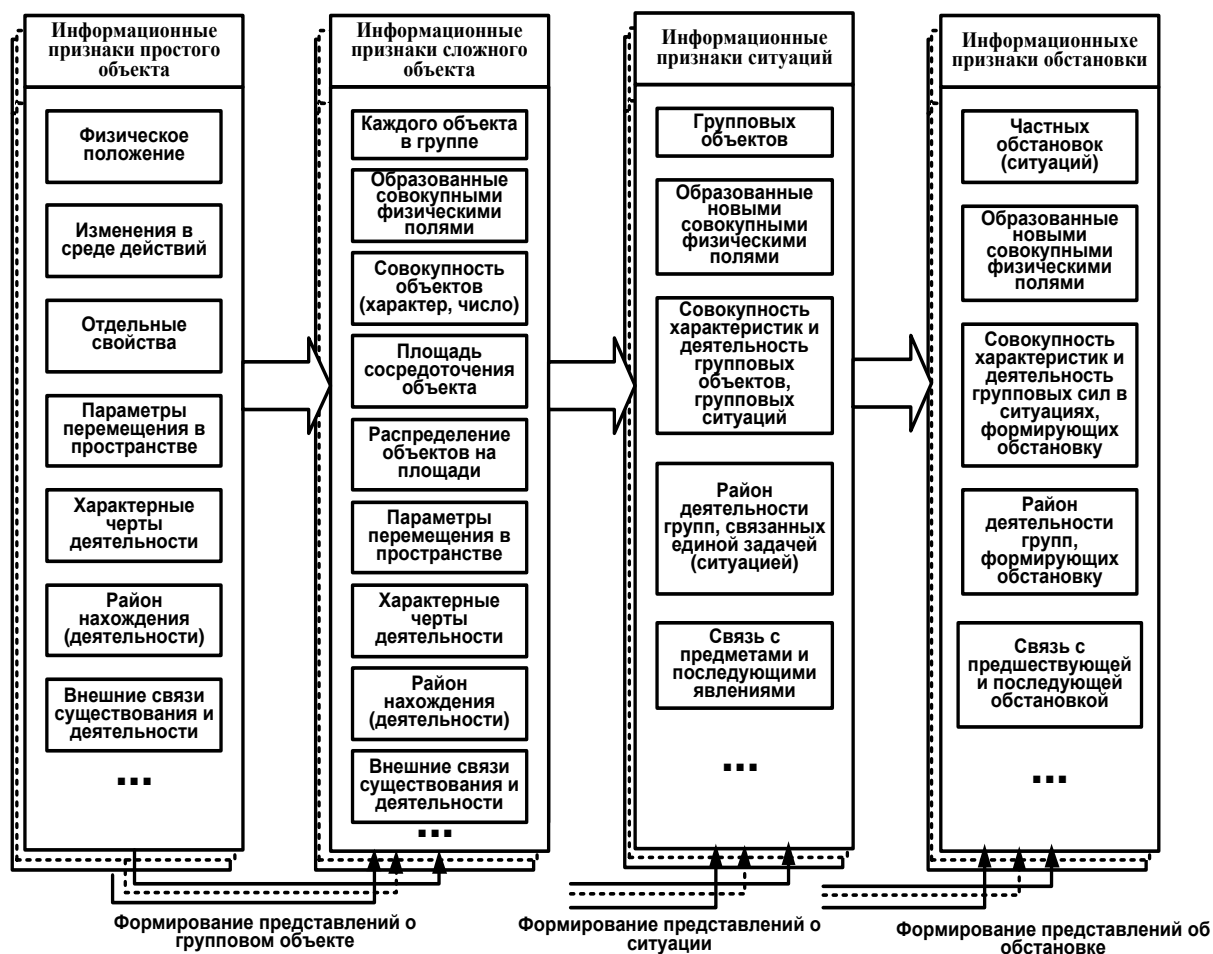 Информационные
признаки простого
объекта
Физическое
положение
Изменения в
среде действий
Отдельные
свойства
Параметры
перемещения в
пространстве
Характерные
черты
деятельности
Район
нахождения
(деятельности)
Внешние связи
существования и
деятельности
...
Информационные
признаки сложного
объекта
Каждого объекта
в группе
Образованные
совокупными
физическими
полями
Совокупность
объектов
(характер, число)
Площадь
сосредоточения
объекта
Распределение
объектов на
площади
Параметры
перемещения в
пространстве
Характерные
черты
деятельности
Район
нахождения
(деятельности)
Внешние связи
существования и
деятельности
...
Информационные
признаки ситуаций
Групповых
объектов
Образованные
новыми
совокупными
физическими
полями
Совокупность
характеристик и
деятельность
групповых
объектов,
групповых
ситуаций
Район
деятельности
групп, связанных
единой задачей
(ситуацией)
Связь с
предметами и
последующими
явлениями
...
Информационныхе
признаки обстановки
Частных
обстановок
(ситуаций)
Образованные
новыми
совокупными
физическими
полями
Совокупность
характеристик и
деятельность
групповых сил в
ситуациях,
формирующих
обстановку
Район
деятельности
групп,
формирующих
обстановку
Связь с
предшествующей
и последующей
обстановкой
...
Формирование представлений о
групповом объекте
Формирование представлений о
ситуации
Формирование представлений об
обстановке